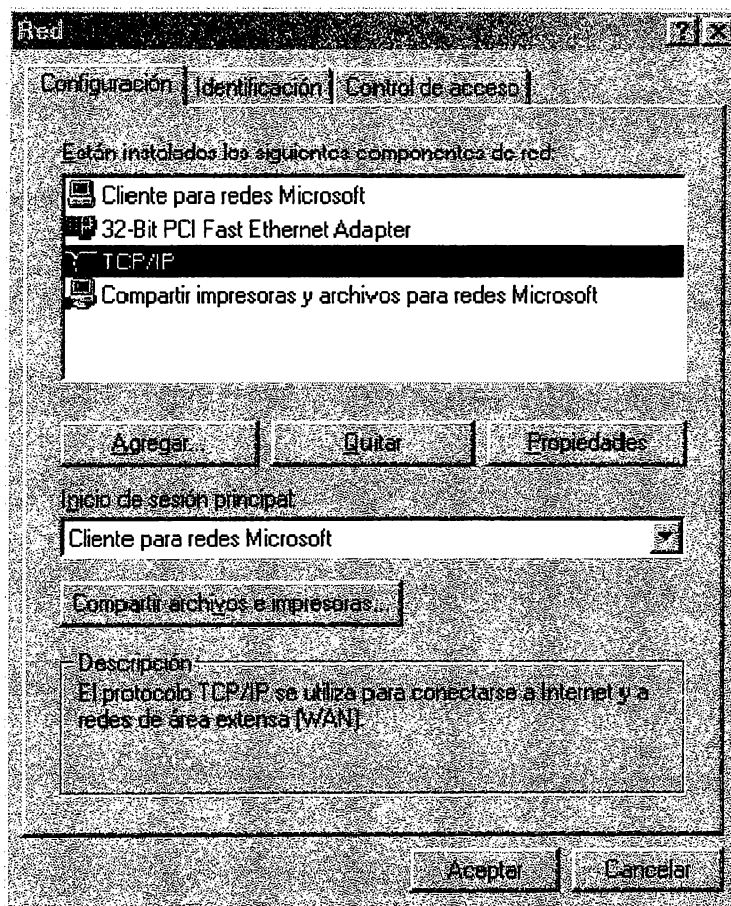 Red
Configuración Identificación Control de acceso
Están instalados los siguientes componentes de red:
Cliente para redes Microsoft
32-Bit PCI Fast Ethernet Adapter
TCP/IP
Compartir impresoras y archivos para redes Microsoft
Agregar... Quitar Propiedades
Inicio de sesión principal:
Cliente para redes Microsoft
Compartir archivos e impresoras...
Descripción
El protocolo TCP/IP se utiliza para conectarse a Internet y a
redes de área extensa (WAN).
Aceptar Cancelar